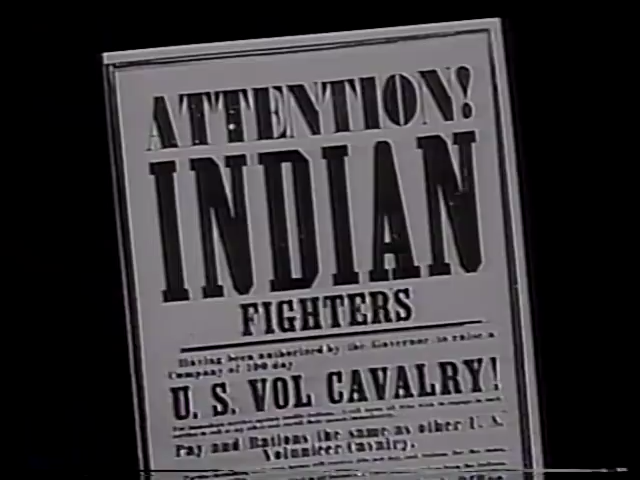 ATTENTION!
INDIAN
FIGHTERS
Having been authorized by the Governor to raise a
Company of 100 day
U. S. VOL CAVALRY!
Pay and Rations the same as other U. S.
Volunteer Cavalry.